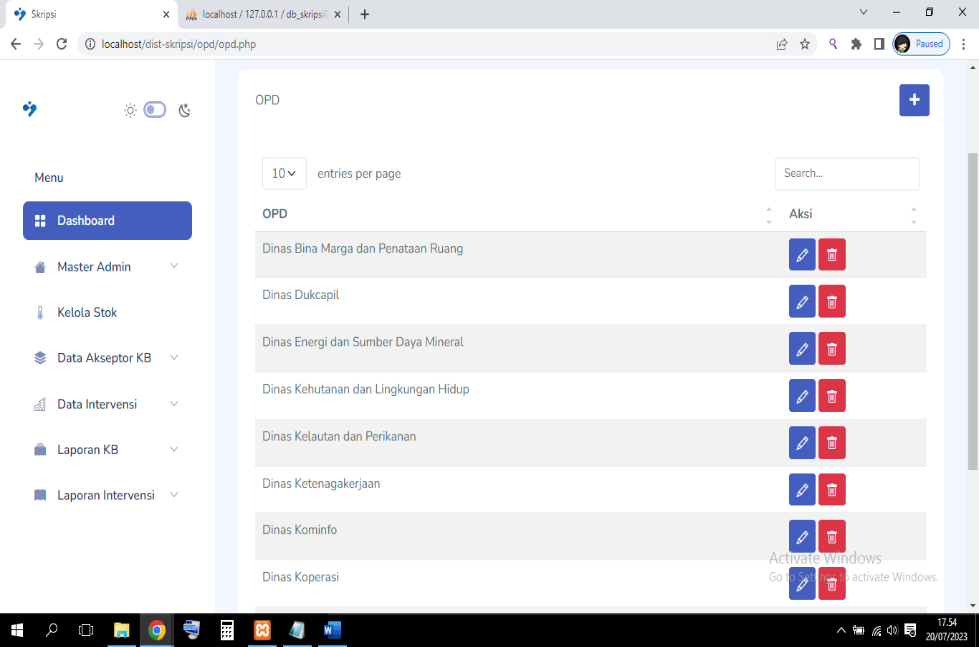 Skripsi
localhost / 127.0.0.1 / db_skripsi
localhost/dist-skripsi/opd/opd.php
Paused
Menu
Dashboard
Master Admin
Kelola Stok
Data Akseptor KB
Data Intervensi
Laporan KB
Laporan Intervensi
OPD
10 entries per page
Search...
OPD Aksi
Dinas Bina Marga dan Penataan Ruang
Dinas Dukcapil
Dinas Energi dan Sumber Daya Mineral
Dinas Kehutanan dan Lingkungan Hidup
Dinas Kelautan dan Perikanan
Dinas Ketenagakerjaan
Dinas Kominfo
Dinas Koperasi
Activate Windows
Go to Settings to activate Windows.
17.54
20/07/2023